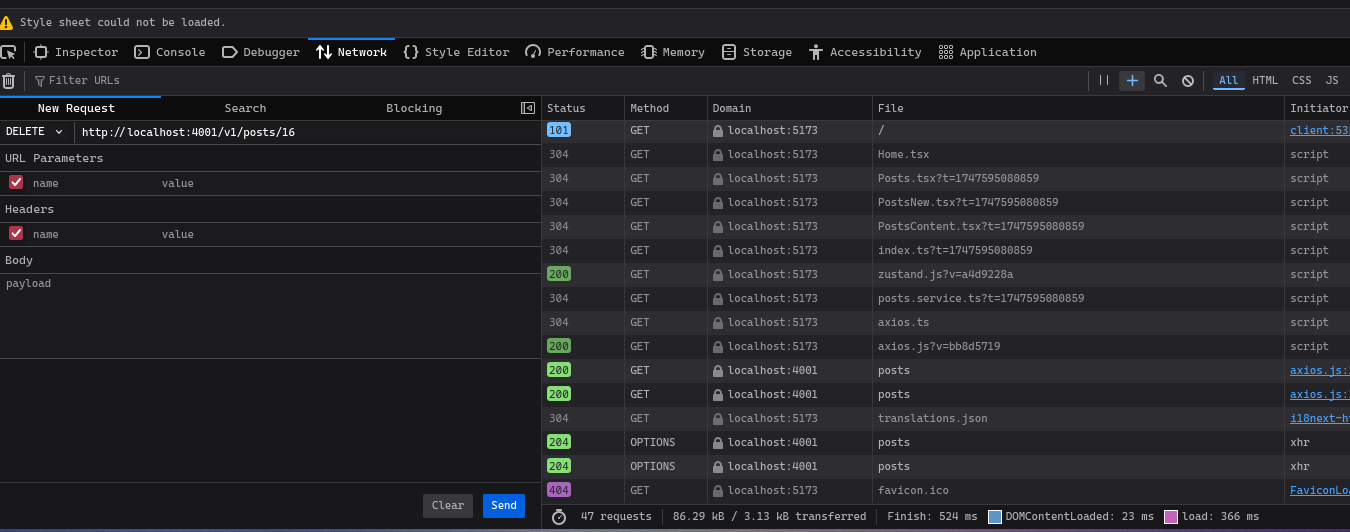 Style sheet could not be loaded.
Inspector Console Debugger Network Style Editor Performance Memory Storage Accessibility Application
Filter URLs All HTML CSS JS
New Request Search Blocking
DELETE http://localhost:4001/v1/posts/16
URL Parameters
name value
Headers
name value
Body
payload
Clear Send
Status Method Domain File Initiator
101 GET localhost:5173 / client:535
304 GET localhost:5173 Home.tsx script
304 GET localhost:5173 Posts.tsx?t=1747595080859 script
304 GET localhost:5173 PostsNew.tsx?t=1747595080859 script
304 GET localhost:5173 PostsContent.tsx?t=1747595080859 script
304 GET localhost:5173 index.ts?t=1747595080859 script
200 GET localhost:5173 zustand.js?v=a4d9228a script
304 GET localhost:5173 posts.service.ts?t=1747595080859 script
304 GET localhost:5173 axios.ts script
200 GET localhost:5173 axios.js?v=bb8d5719 script
200 GET localhost:4001 posts axios.js:
200 GET localhost:4001 posts axios.js:
304 GET localhost:5173 translations.json i18next-h
204 OPTIONS localhost:4001 posts xhr
204 OPTIONS localhost:4001 posts xhr
404 GET localhost:5173 favicon.ico FaviconLo
47 requests 86.29 kB / 3.13 kB transferred Finish: 524 ms DOMContentLoaded: 23 ms load: 366 ms